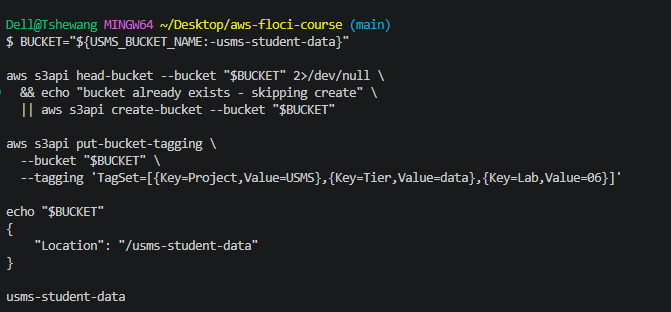 Dell@Tshewang MINGW64 ~/Desktop/aws-floci-course (main)
$ BUCKET="${USMS_BUCKET_NAME:-usms-student-data}"

aws s3api head-bucket --bucket "$BUCKET" 2>/dev/null \
  && echo "bucket already exists - skipping create" \
  || aws s3api create-bucket --bucket "$BUCKET"

aws s3api put-bucket-tagging \
  --bucket "$BUCKET" \
  --tagging 'TagSet=[{Key=Project,Value=USMS},{Key=Tier,Value=data},{Key=Lab,Value=06}]'

echo "$BUCKET"
{
    "Location": "/usms-student-data"
}

usms-student-data